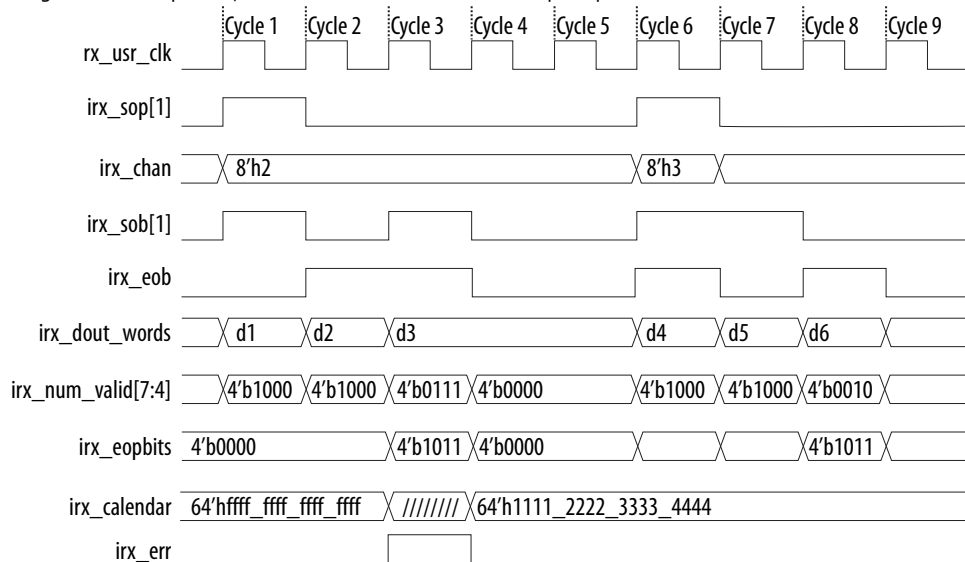 Cycle 1 Cycle 2 Cycle 3 Cycle 4 Cycle 5 Cycle 6 Cycle 7 Cycle 8 Cycle 9
rx_usr_clk
irx_sop[1]
irx_chan 8'h2 8'h3
irx_sob[1]
irx_eob
irx_dout_words d1 d2 d3 d4 d5 d6
irx_num_valid[7:4] 4'b1000 4'b1000 4'b0111 4'b0000 4'b1000 4'b1000 4'b0010
irx_eopbits 4'b0000 4'b1011 4'b0000 4'b1011
irx_calendar 64'hffff_ffff_ffff_ffff //////// 64'h1111_2222_3333_4444
irx_err